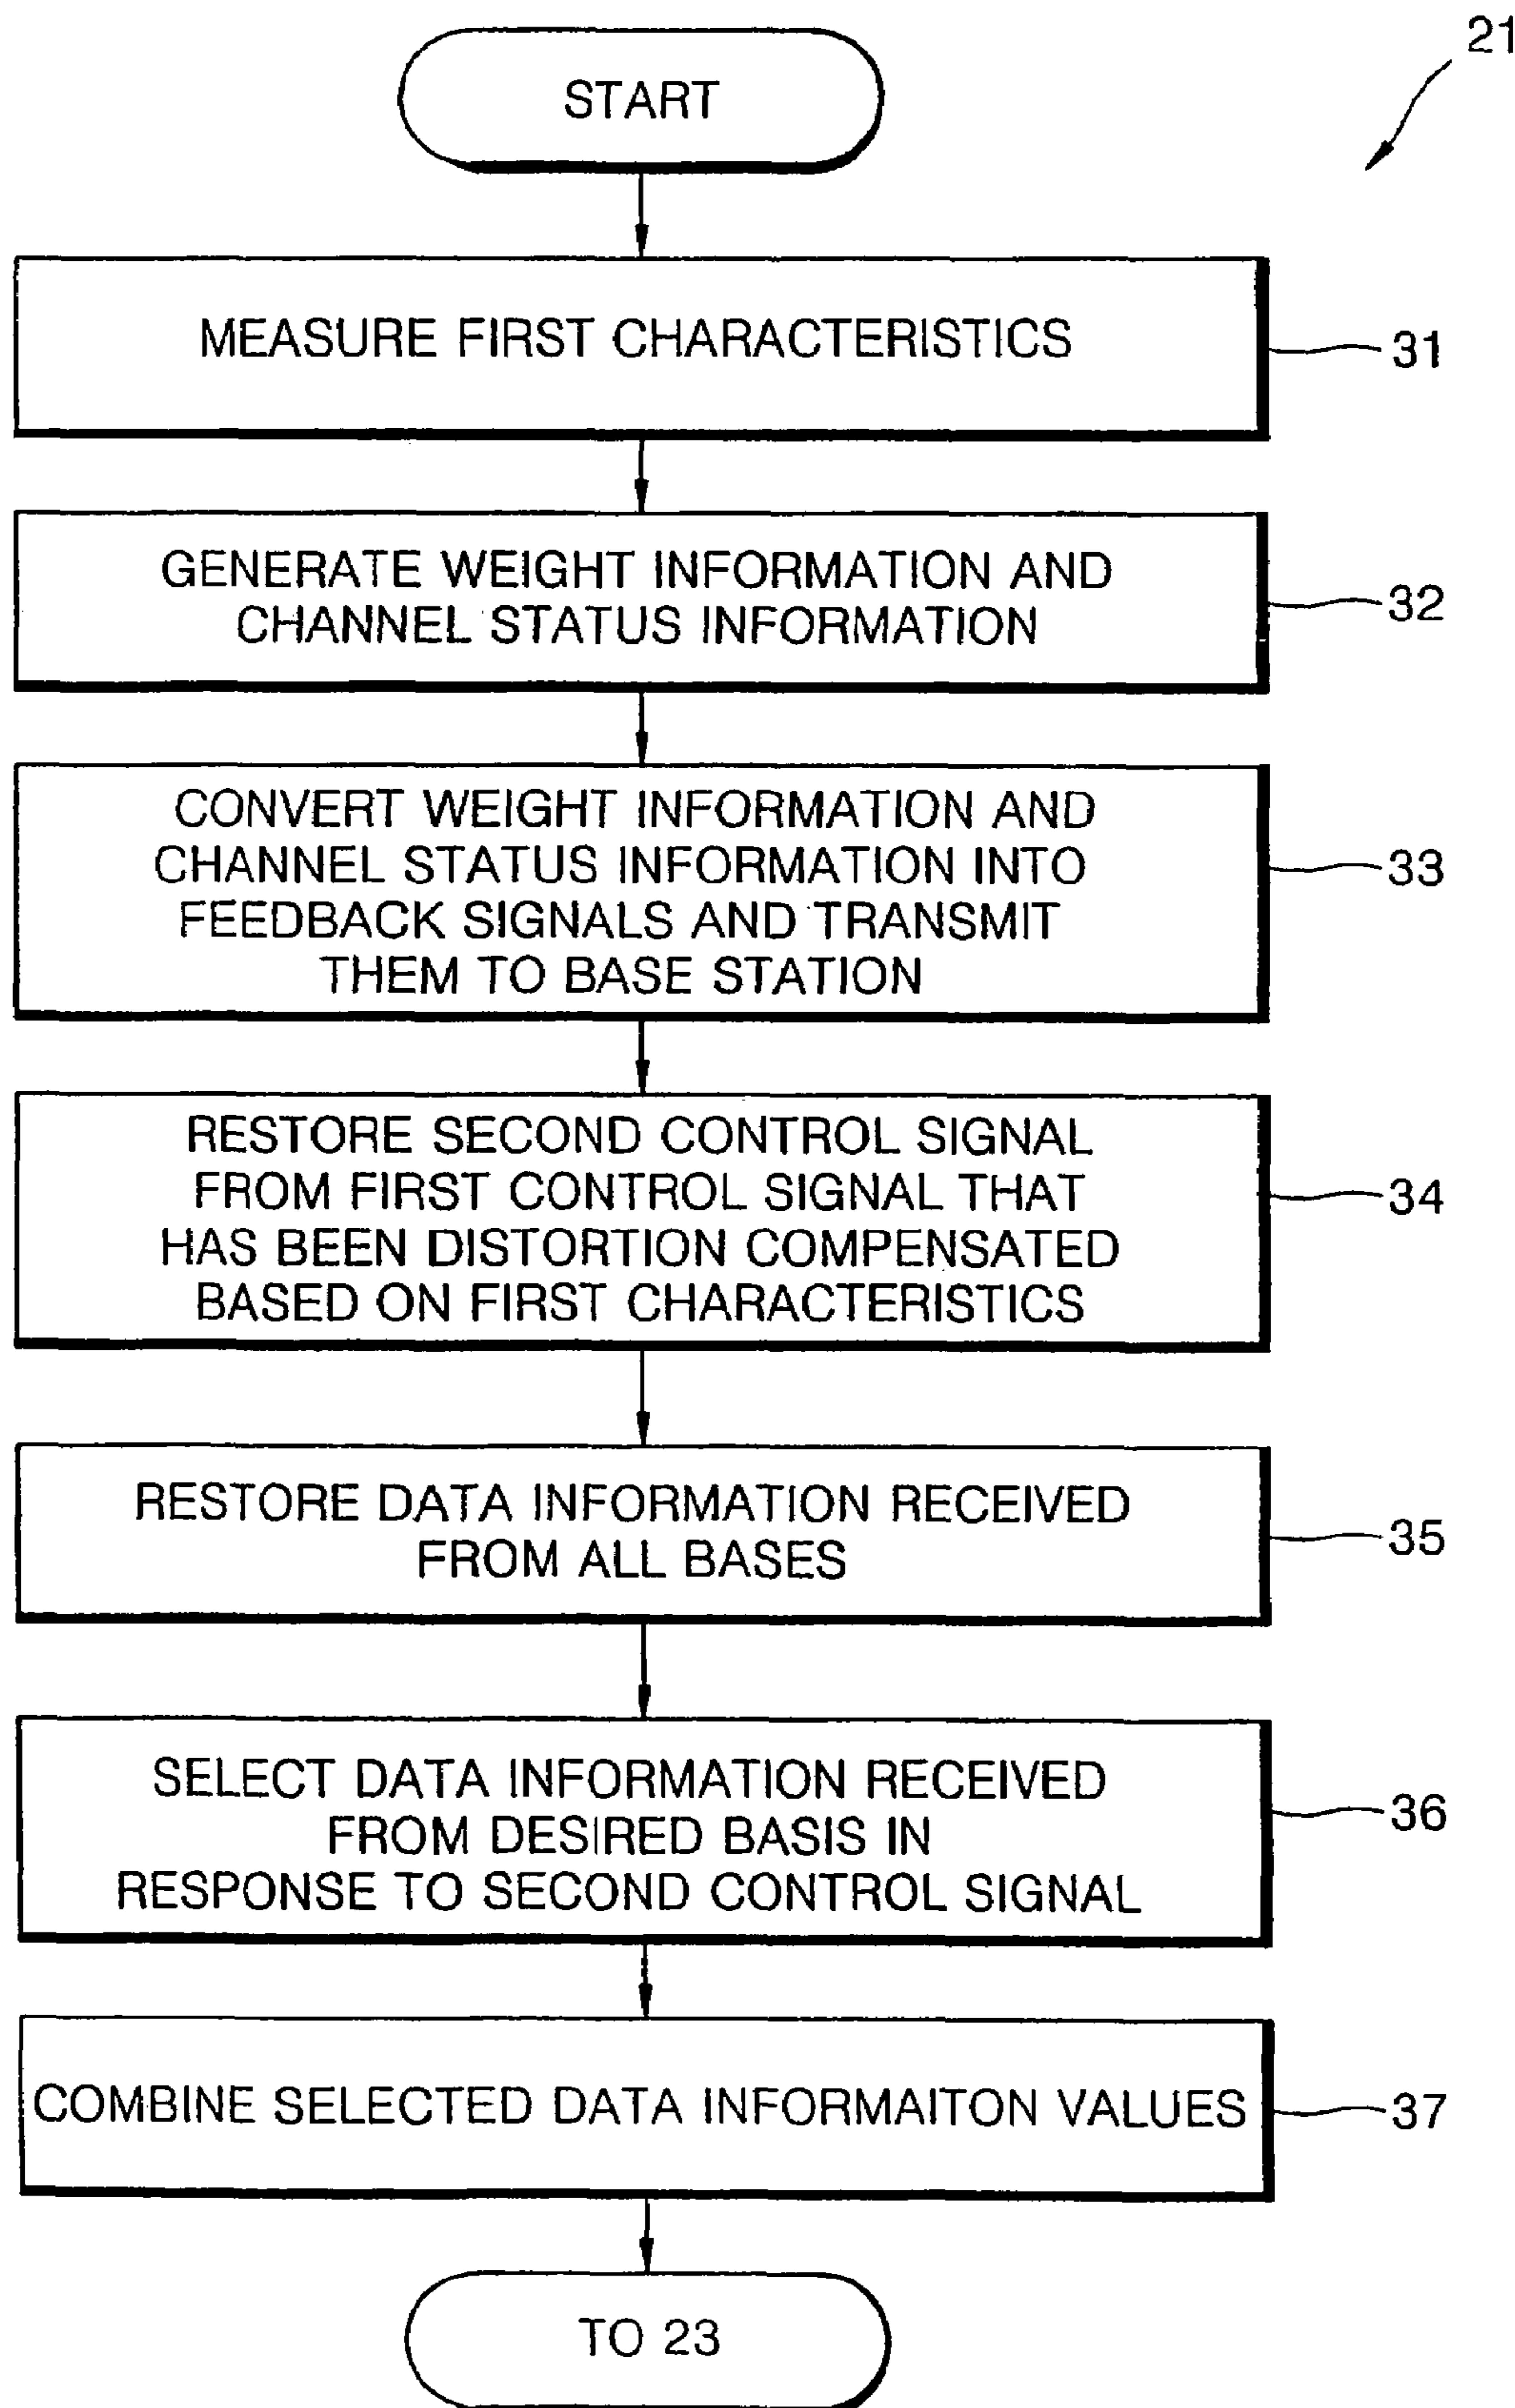 21
START
MEASURE FIRST CHARACTERISTICS
31
GENERATE WEIGHT INFORMATION AND
CHANNEL STATUS INFORMATION
32
CONVERT WEIGHT INFORMATION AND
CHANNEL STATUS INFORMATION INTO
FEEDBACK SIGNALS AND TRANSMIT
THEM TO BASE STATION
33
RESTORE SECOND CONTROL SIGNAL
FROM FIRST CONTROL SIGNAL THAT
HAS BEEN DISTORTION COMPENSATED
BASED ON FIRST CHARACTERISTICS
34
RESTORE DATA INFORMATION RECEIVED
FROM ALL BASES
35
SELECT DATA INFORMATION RECEIVED
FROM DESIRED BASIS IN
RESPONSE TO SECOND CONTROL SIGNAL
36
COMBINE SELECTED DATA INFORMAITON VALUES
37
TO 23